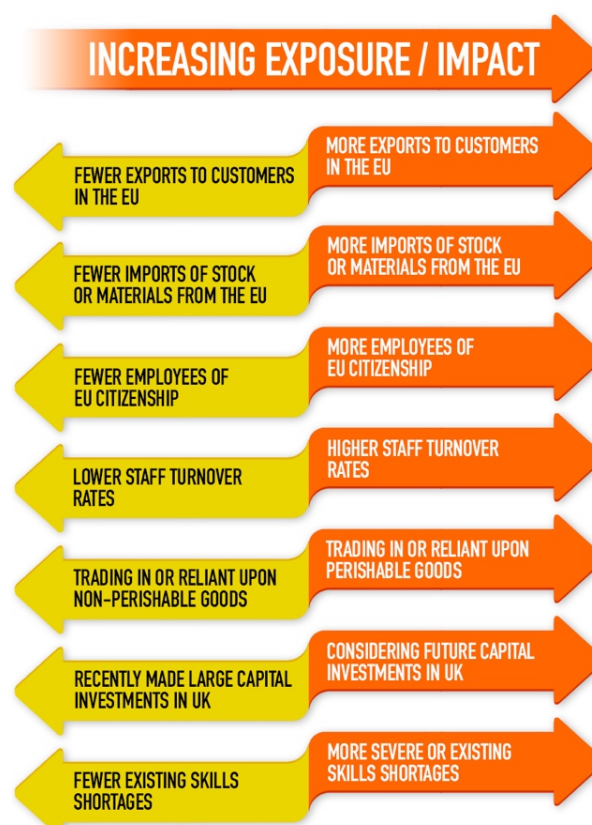 INCREASING EXPOSURE / IMPACT
FEWER EXPORTS TO CUSTOMERS
IN THE EU
MORE EXPORTS TO CUSTOMERS
IN THE EU
FEWER IMPORTS OF STOCK
OR MATERIALS FROM THE EU
MORE IMPORTS OF STOCK
OR MATERIALS FROM THE EU
FEWER EMPLOYEES OF
EU CITIZENSHIP
MORE EMPLOYEES OF
EU CITIZENSHIP
LOWER STAFF TURNOVER
RATES
HIGHER STAFF TURNOVER
RATES
TRADING IN OR RELIANT UPON
NON-PERISHABLE GOODS
TRADING IN OR RELIANT UPON
PERISHABLE GOODS
RECENTLY MADE LARGE CAPITAL
INVESTMENTS IN UK
CONSIDERING FUTURE CAPITAL
INVESTMENTS IN UK
FEWER EXISTING SKILLS
SHORTAGES
MORE SEVERE OR EXISTING
SKILLS SHORTAGES